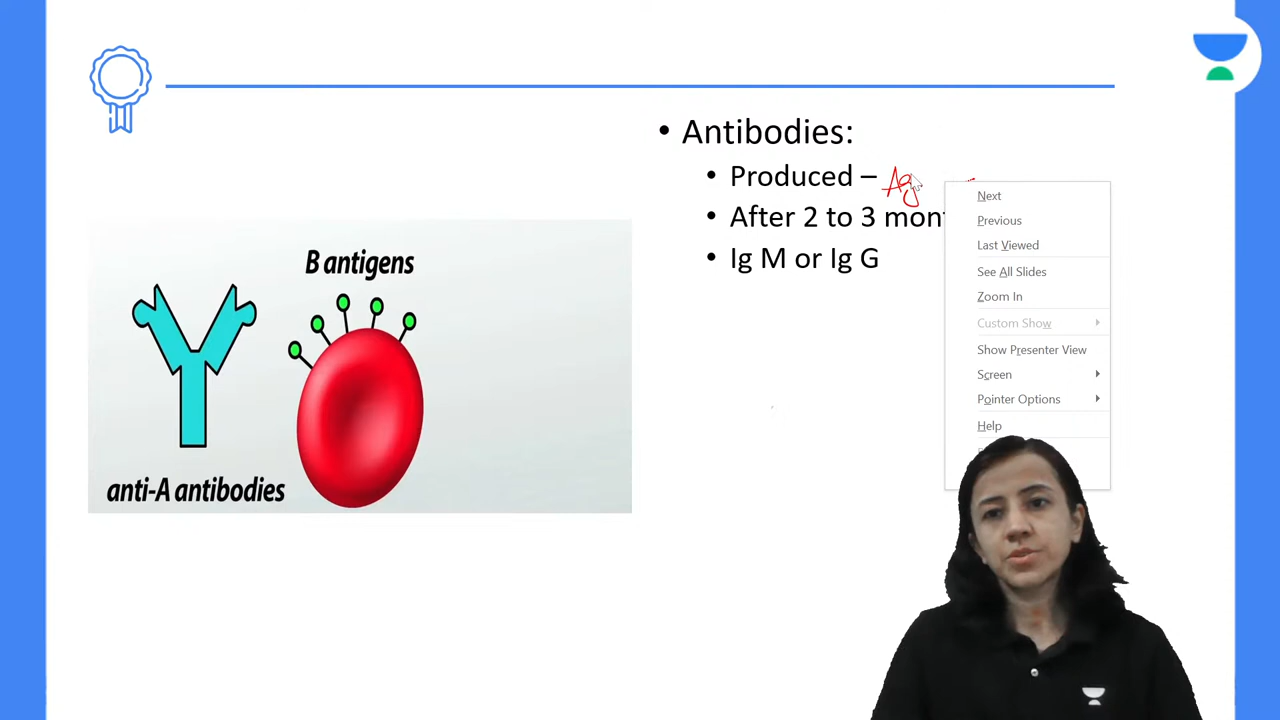 • Antibodies:
• Produced – Ag
• After 2 to 3
• Ig M or Ig G
B antigens
anti-A antibodies
Next
Previous
Last Viewed
See All Slides
Zoom In
Custom Show
Show Presenter View
Screen
Pointer Options
Help